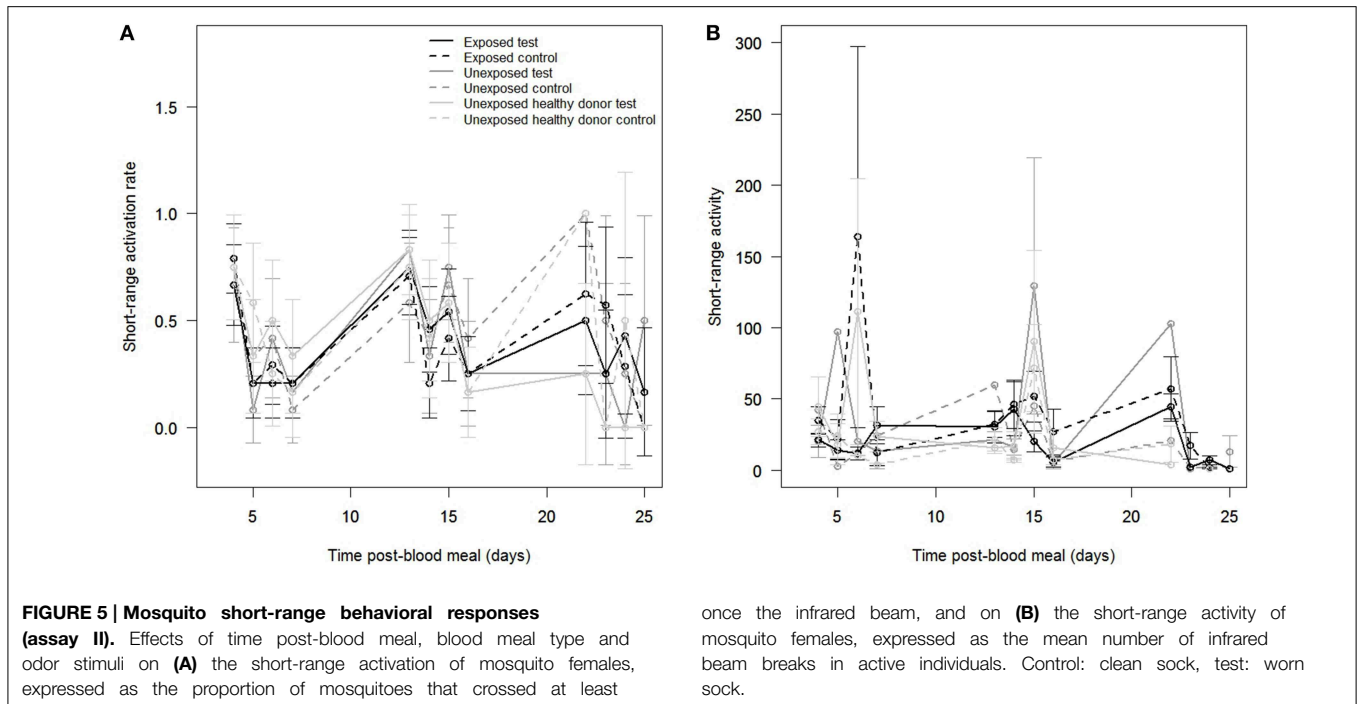 A
Exposed test
Exposed control
Unexposed test
Unexposed control
Unexposed healthy donor test
Unexposed healthy donor control
Short-range activation rate
1.5
1.0
0.5
0.0
5 10 15 20 25
Time post-blood meal (days)
B
Short-range activity
300
250
200
150
100
50
0
5 10 15 20 25
Time post-blood meal (days)
FIGURE 5 | Mosquito short-range behavioral responses
(assay II). Effects of time post-blood meal, blood meal type and
odor stimuli on (A) the short-range activation of mosquito females,
expressed as the proportion of mosquitoes that crossed at least
once the infrared beam, and on (B) the short-range activity of
mosquito females, expressed as the mean number of infrared
beam breaks in active individuals. Control: clean sock, test: worn
sock.